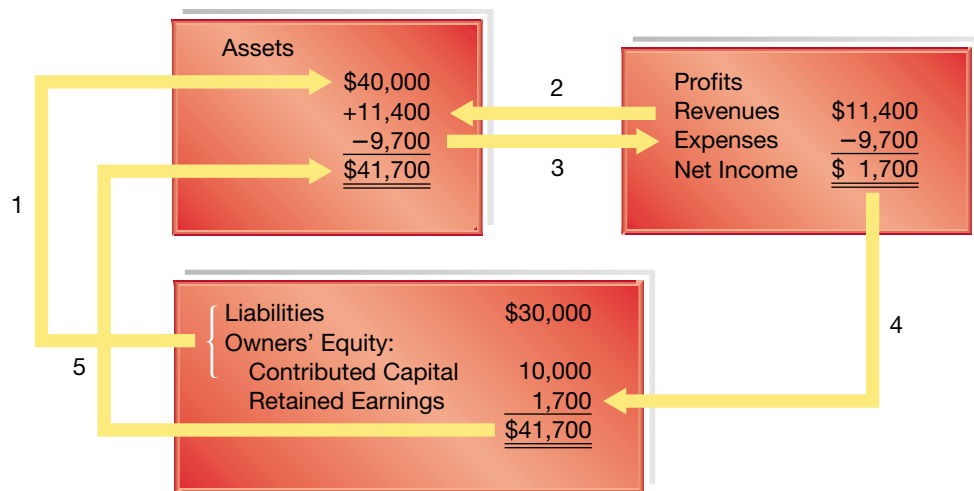 Assets
$40,000
+11,400
−9,700
$41,700
2
3
Profits
Revenues $11,400
Expenses −9,700
Net Income $ 1,700
1
Liabilities $30,000
Owners’ Equity:
Contributed Capital 10,000
Retained Earnings 1,700
$41,700
4
5